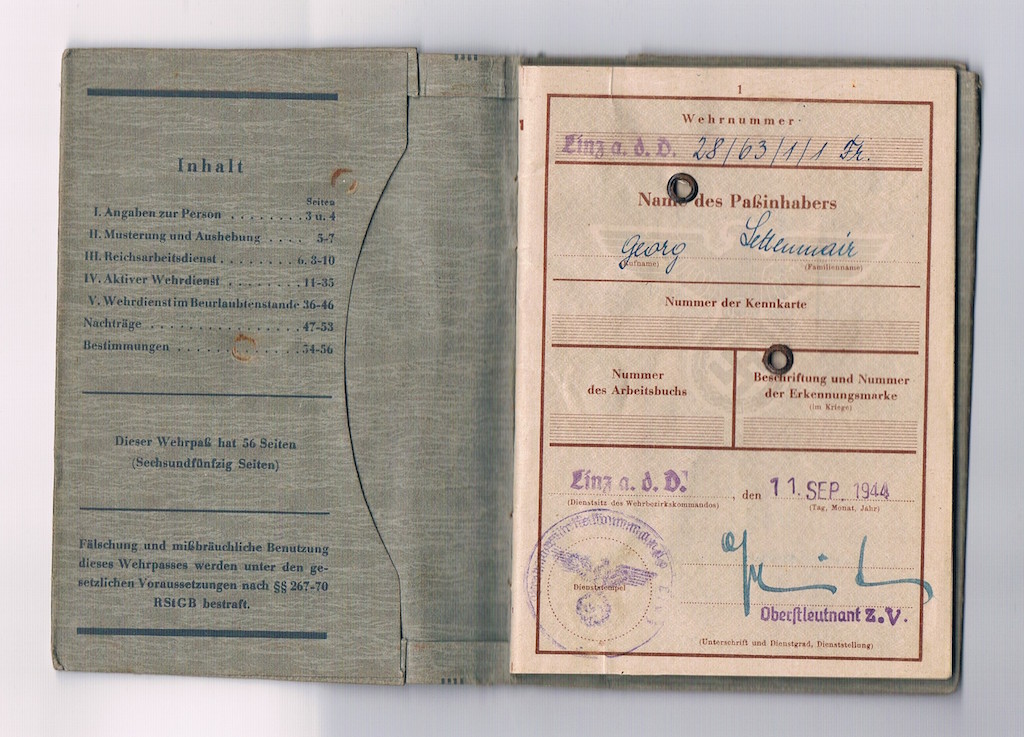 Inhalt
Seiten
I. Angaben zur Person . . . . . . . . 3 u. 4
II. Musterung und Aushebung . . . . 5-7
III. Reichsarbeitsdienst . . . . . . . . 6. 8-10
IV. Aktiver Wehrdienst . . . . . . . . 11-35
V. Wehrdienst im Beurlaubtenstande 36-46
Nachträge . . . . . . . . . . . . . . . . 47-53
Bestimmungen . . . . . . . . . . . . 54-56
Dieser Wehrpaß hat 56 Seiten
(Sechsundfünfzig Seiten)
Fälschung und mißbräuchliche Benutzung
dieses Wehrpasses werden unter den ge-
setzlichen Voraussetzungen nach §§ 267-70
RStGB bestraft.
1
Wehrnummer
Linz a. d. D. 28/63/1/1 Fr.
Name des Paßinhabers
Georg Lettenmair
(Rufname) (Familienname)
Nummer der Kennkarte
Nummer
des Arbeitsbuchs
Beschriftung und Nummer
der Erkennungsmarke
(im Kriege)
Linz a. d. D. , den 11. SEP. 1944
(Dienstsitz des Wehrbezirkskommandos) (Tag, Monat, Jahr)
Dienststempel
Oberstleutnant z.V.
(Unterschrift und Dienstgrad, Dienststellung)